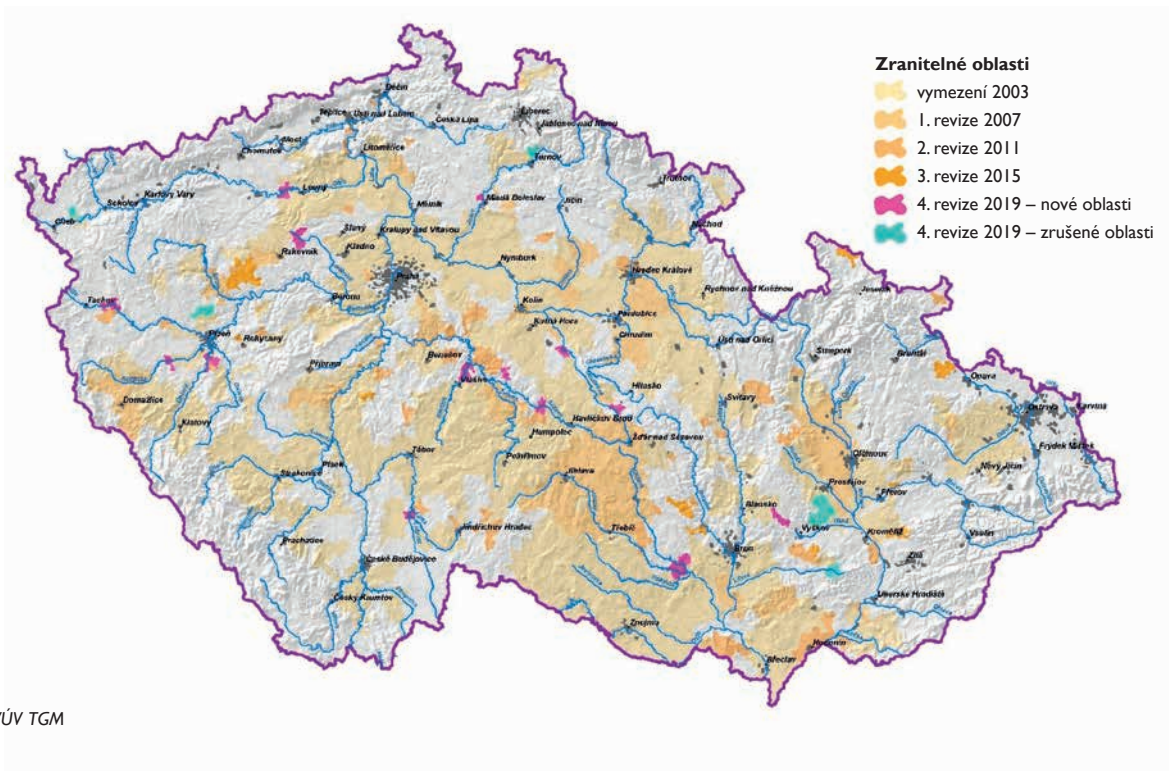 Zranitelné oblasti
vymezení 2003
1. revize 2007
2. revize 2011
3. revize 2015
4. revize 2019 – nové oblasti
4. revize 2019 – zrušené oblasti
Děčín
Liberec
Teplice
Ústí nad Labem
Česká Lípa
Jablonec nad Nisou
Most
Chomutov
Litoměřice
Turnov
Trutnov
Karlovy Vary
Sokolov
Louny
Mladá Boleslav
Jičín
Cheb
Mělník
Náchod
Slaný
Kralupy nad Vltavou
Kladno
Rakovník
Nymburk
Praha
Hradec Králové
Rychnov nad Kněžnou
Jeseník
Tachov
Beroun
Kolín
Pardubice
Kutná Hora
Chrudim
Plzeň
Rokycany
Ústí nad Orlicí
Šumperk
Bruntál
Benešov
Příbram
Vlašim
Opava
Domažlice
Hlinsko
Svitavy
Ostrava
Karviná
Klatovy
Havlíčkův Brod
Humpolec
Žďár nad Sázavou
Frýdek Místek
Tábor
Pelhřimov
Olomouc
Písek
Strakonice
Jihlava
Nový Jičín
Prostějov
Přerov
Blansko
Jindřichův Hradec
Třebíč
Vyškov
Kroměříž
Vsetín
Prachatice
Brno
Zlín
České Budějovice
Český Krumlov
Uherské Hradiště
Znojmo
Hodonín
Břeclav
VÚV TGM